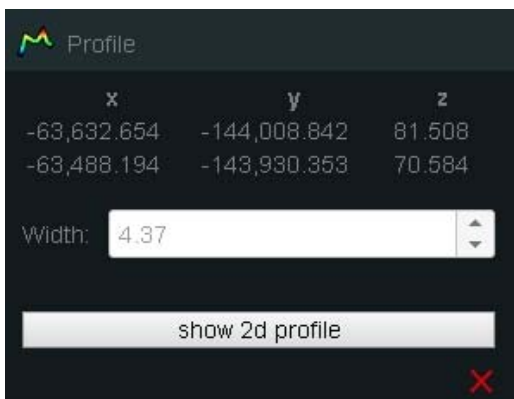 Profile
x y z
-63,632.654 -144,008.842 81.508
-63,488.194 -143,930.353 70.584
Width: 4.37
show 2d profile